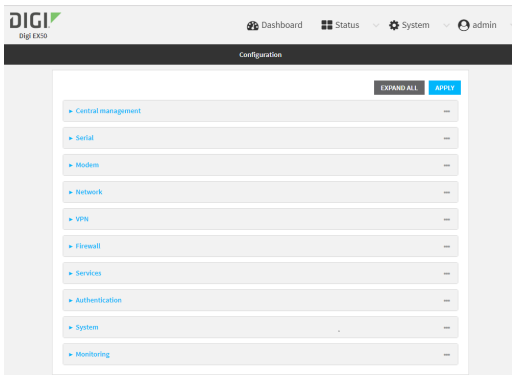 DIGI
Digi EX50
Dashboard
Status
System
admin
Configuration
EXPAND ALL
APPLY
Central management
Serial
Modem
Network
VPN
Firewall
Services
Authentication
System
Monitoring